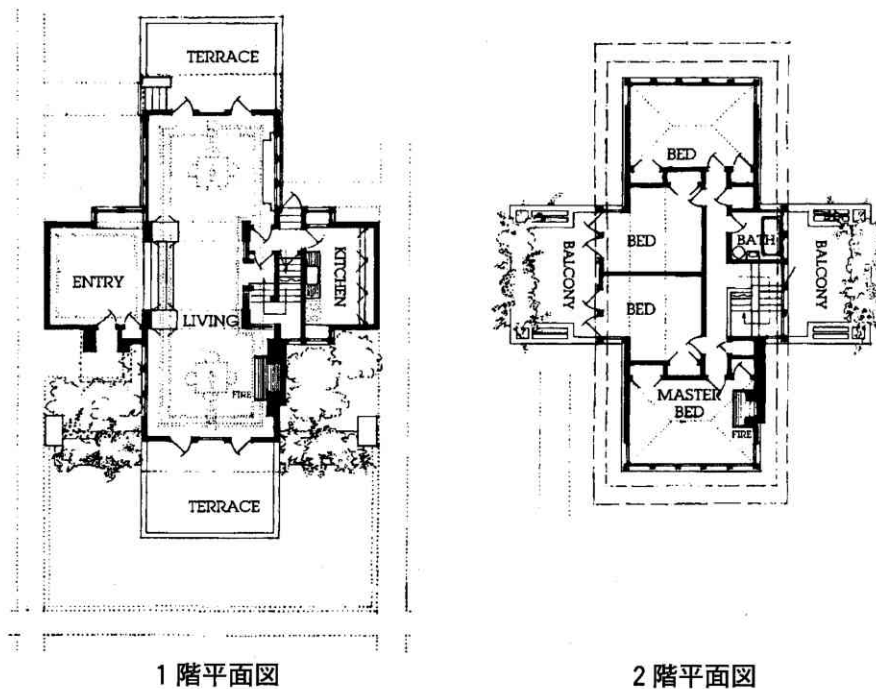 TERRACE
ENTRY
LIVING
KITCHEN
FIRE
TERRACE
1階平面図
BED
BED
BATH
BALCONY
BALCONY
BED
MASTER
BED
FIRE
2階平面図